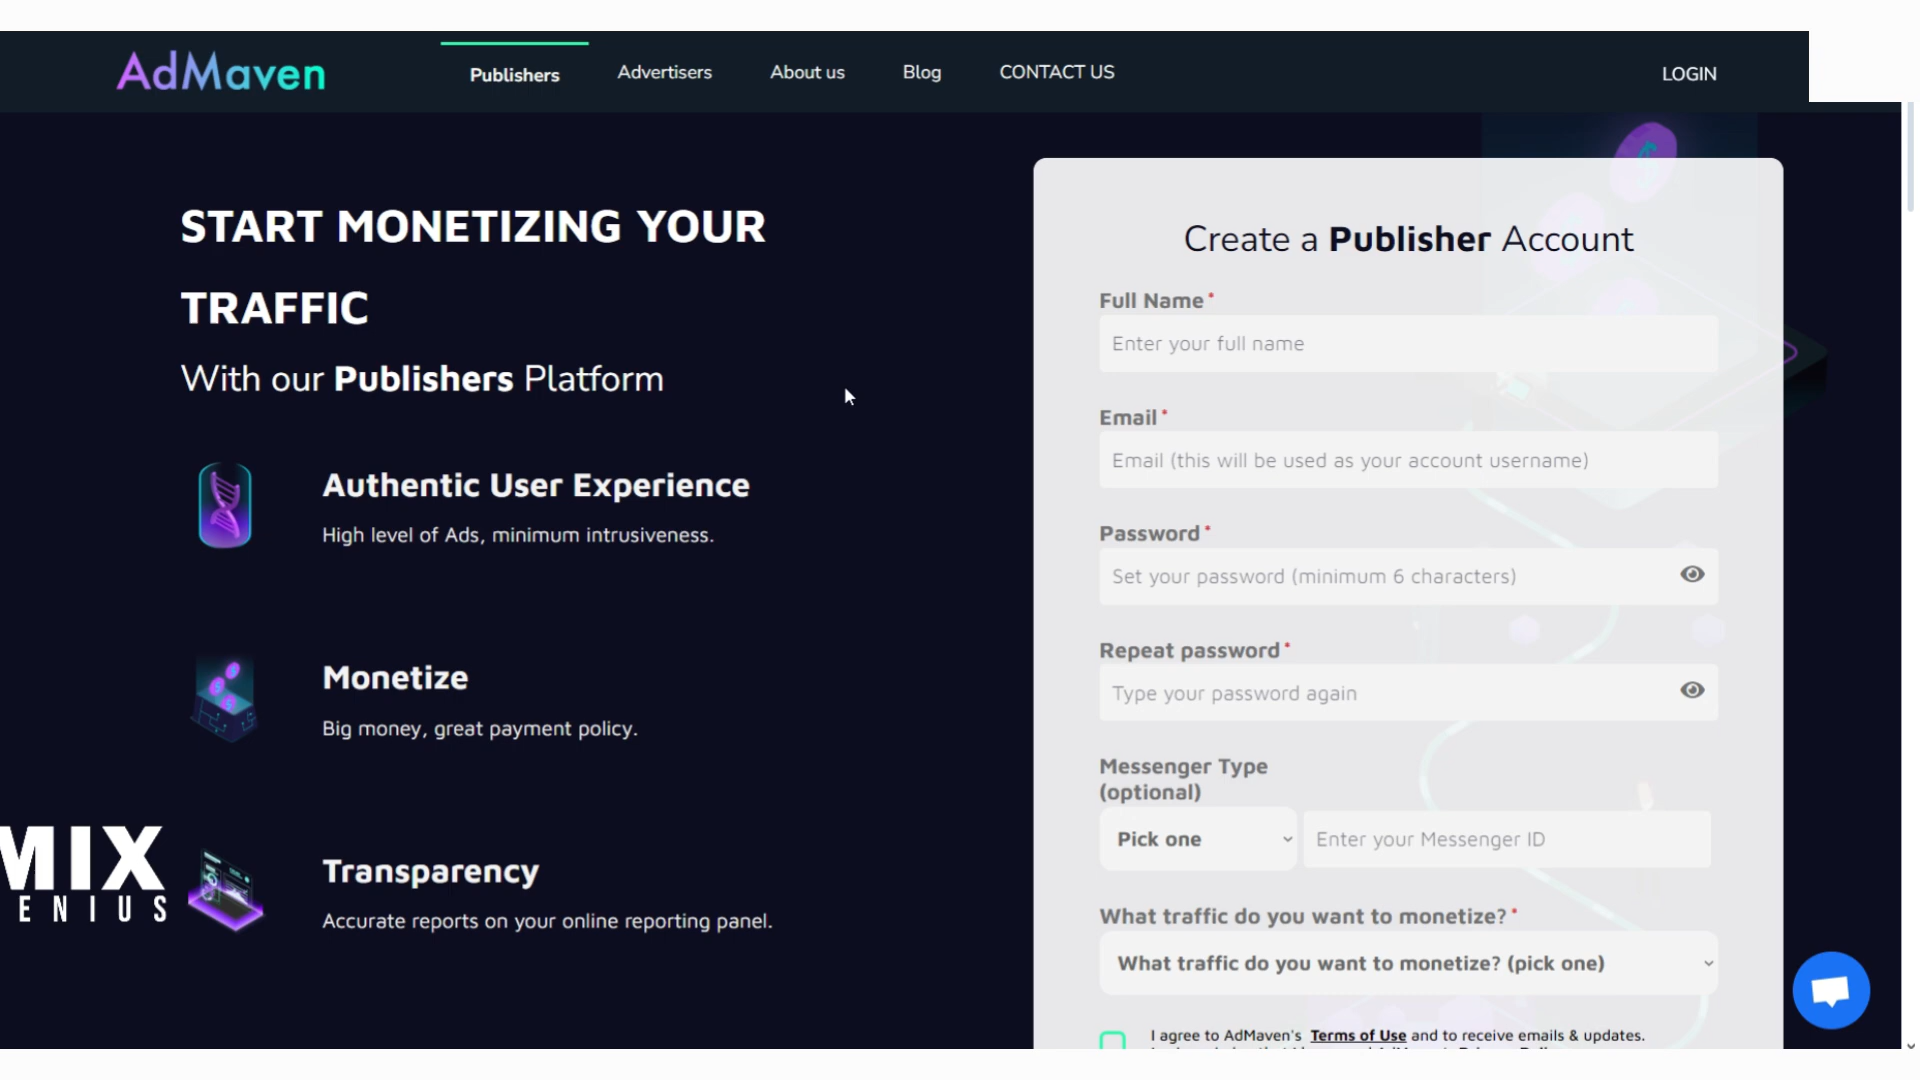 AdMaven
Publishers
Advertisers
About us
Blog
CONTACT US
LOGIN
START MONETIZING YOUR
TRAFFIC
With our Publishers Platform
Authentic User Experience
High level of Ads, minimum intrusiveness.
Monetize
Big money, great payment policy.
Transparency
Accurate reports on your online reporting panel.
MIX
ENIUS
Create a Publisher Account
Full Name*
Enter your full name
Email*
Email (this will be used as your account username)
Password*
Set your password (minimum 6 characters)
Repeat password*
Type your password again
Messenger Type
(optional)
Pick one
Enter your Messenger ID
What traffic do you want to monetize?*
What traffic do you want to monetize? (pick one)
I agree to AdMaven's Terms of Use and to receive emails & updates.